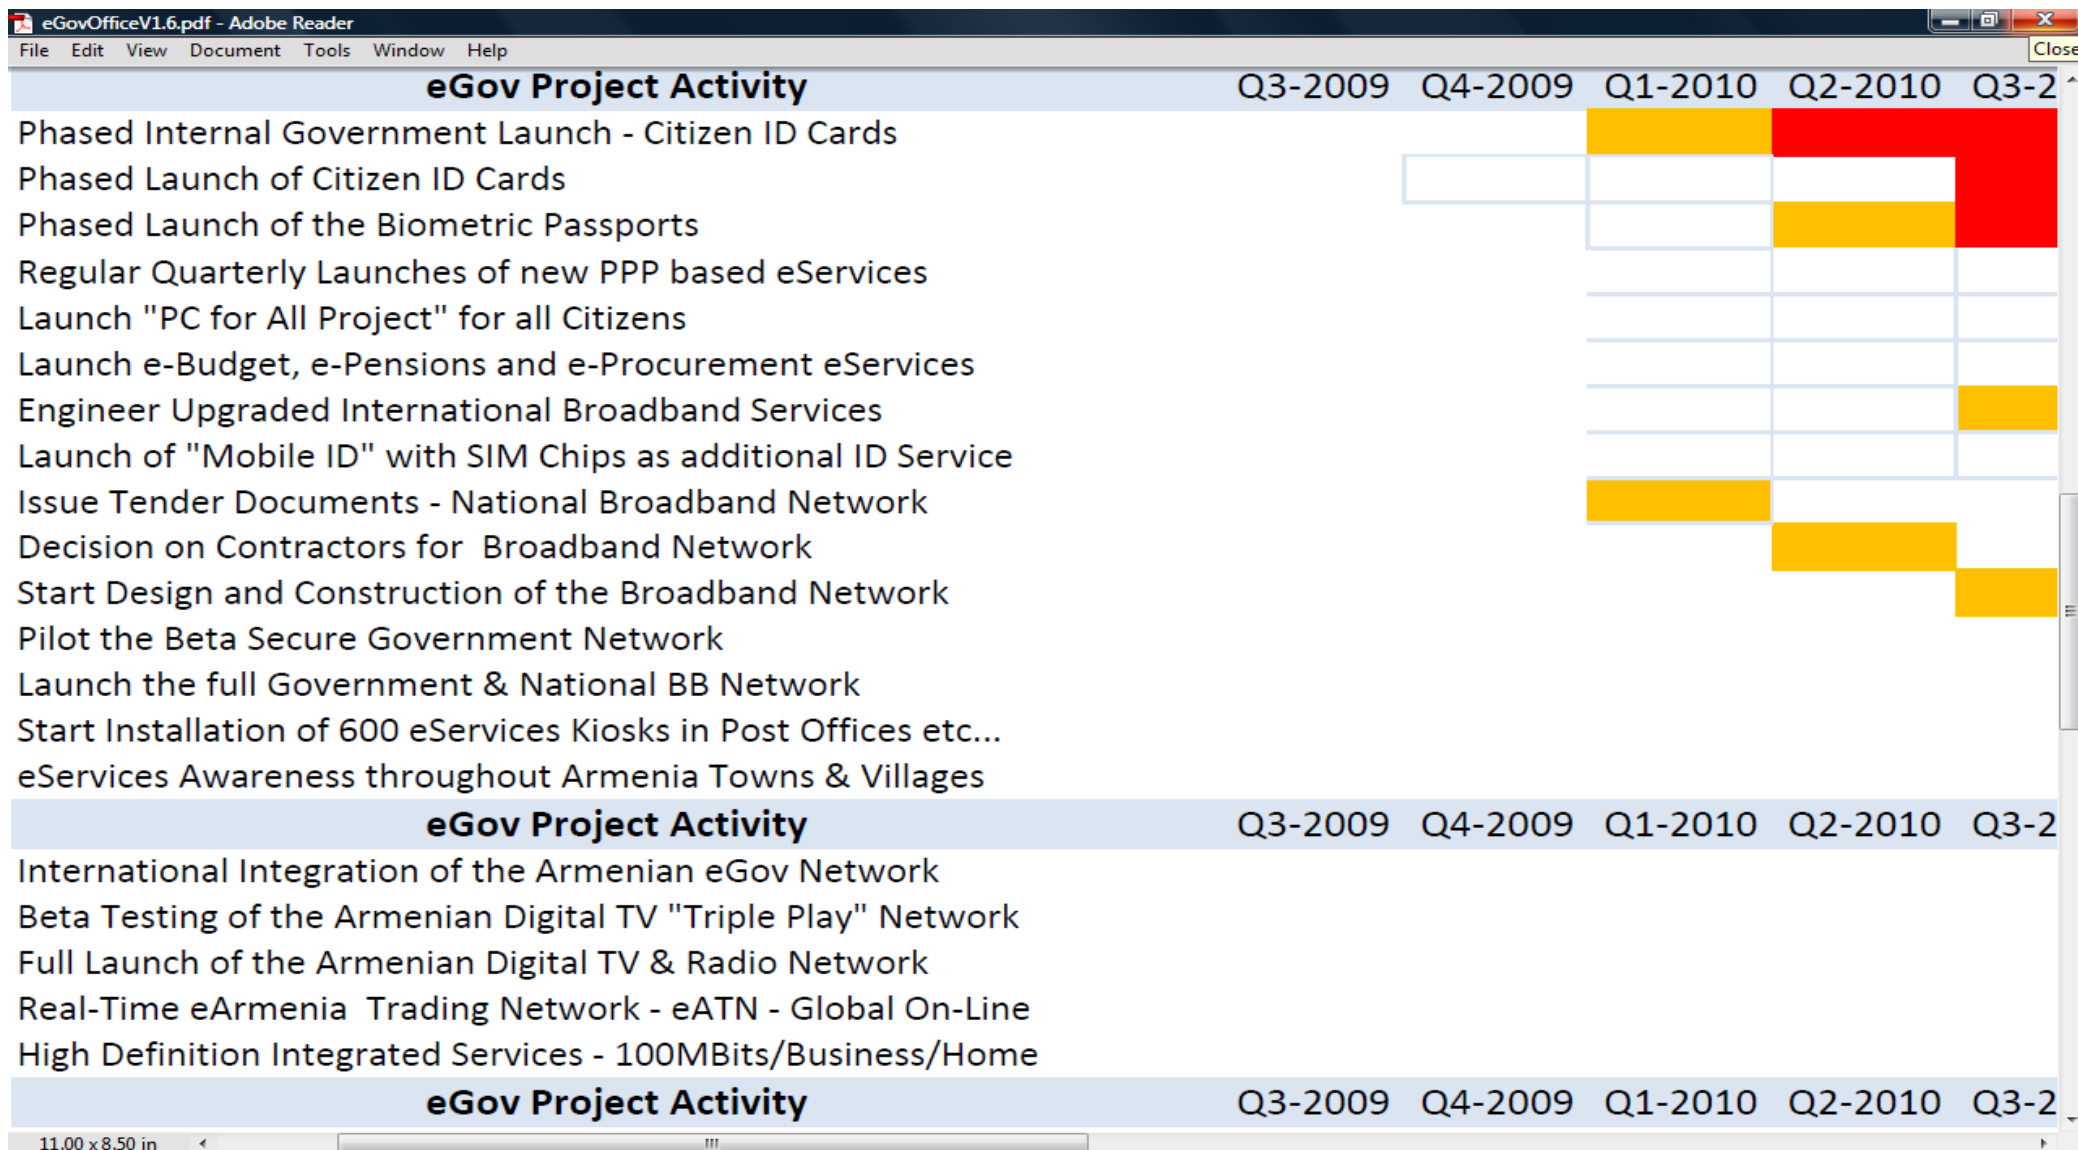 eGovOfficeV1.6.pdf - Adobe Reader
File Edit View Document Tools Window Help
Close
eGov Project Activity Q3-2009 Q4-2009 Q1-2010 Q2-2010 Q3-2
Phased Internal Government Launch - Citizen ID Cards
Phased Launch of Citizen ID Cards
Phased Launch of the Biometric Passports
Regular Quarterly Launches of new PPP based eServices
Launch "PC for All Project" for all Citizens
Launch e-Budget, e-Pensions and e-Procurement eServices
Engineer Upgraded International Broadband Services
Launch of "Mobile ID" with SIM Chips as additional ID Service
Issue Tender Documents - National Broadband Network
Decision on Contractors for Broadband Network
Start Design and Construction of the Broadband Network
Pilot the Beta Secure Government Network
Launch the full Government & National BB Network
Start Installation of 600 eServices Kiosks in Post Offices etc...
eServices Awareness throughout Armenia Towns & Villages
eGov Project Activity Q3-2009 Q4-2009 Q1-2010 Q2-2010 Q3-2
International Integration of the Armenian eGov Network
Beta Testing of the Armenian Digital TV "Triple Play" Network
Full Launch of the Armenian Digital TV & Radio Network
Real-Time eArmenia Trading Network - eATN - Global On-Line
High Definition Integrated Services - 100MBits/Business/Home
eGov Project Activity Q3-2009 Q4-2009 Q1-2010 Q2-2010 Q3-2
11.00 x 8.50 in